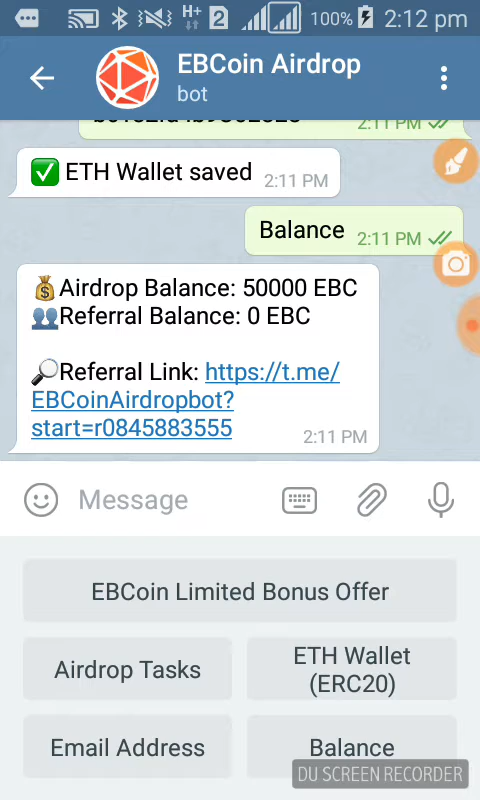 H+ 2 100% 2:12 pm
EBCoin Airdrop
bot
2:11 PM
✅ ETH Wallet saved 2:11 PM
Balance 2:11 PM
💰Airdrop Balance: 50000 EBC
👥Referral Balance: 0 EBC
🔎Referral Link: https://t.me/
EBCoinAirdropbot?
start=r0845883555
2:11 PM
Message
EBCoin Limited Bonus Offer
Airdrop Tasks
ETH Wallet
(ERC20)
Email Address
Balance
DU SCREEN RECORDER